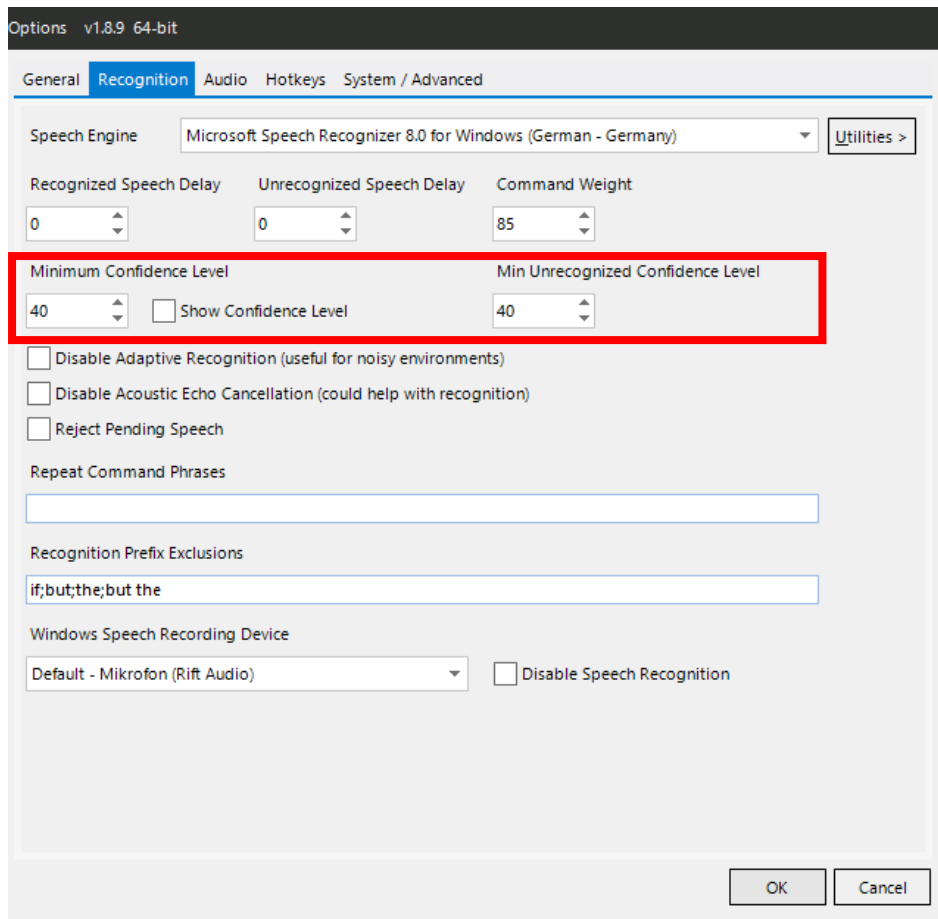 Options v1.8.9 64-bit
General Recognition Audio Hotkeys System / Advanced
Speech Engine Microsoft Speech Recognizer 8.0 for Windows (German - Germany) Utilities >
Recognized Speech Delay Unrecognized Speech Delay Command Weight
0 0 85
Minimum Confidence Level Min Unrecognized Confidence Level
40 Show Confidence Level 40
Disable Adaptive Recognition (useful for noisy environments)
Disable Acoustic Echo Cancellation (could help with recognition)
Reject Pending Speech
Repeat Command Phrases
Recognition Prefix Exclusions
if;but;the;but the
Windows Speech Recording Device
Default - Mikrofon (Rift Audio) Disable Speech Recognition
OK Cancel